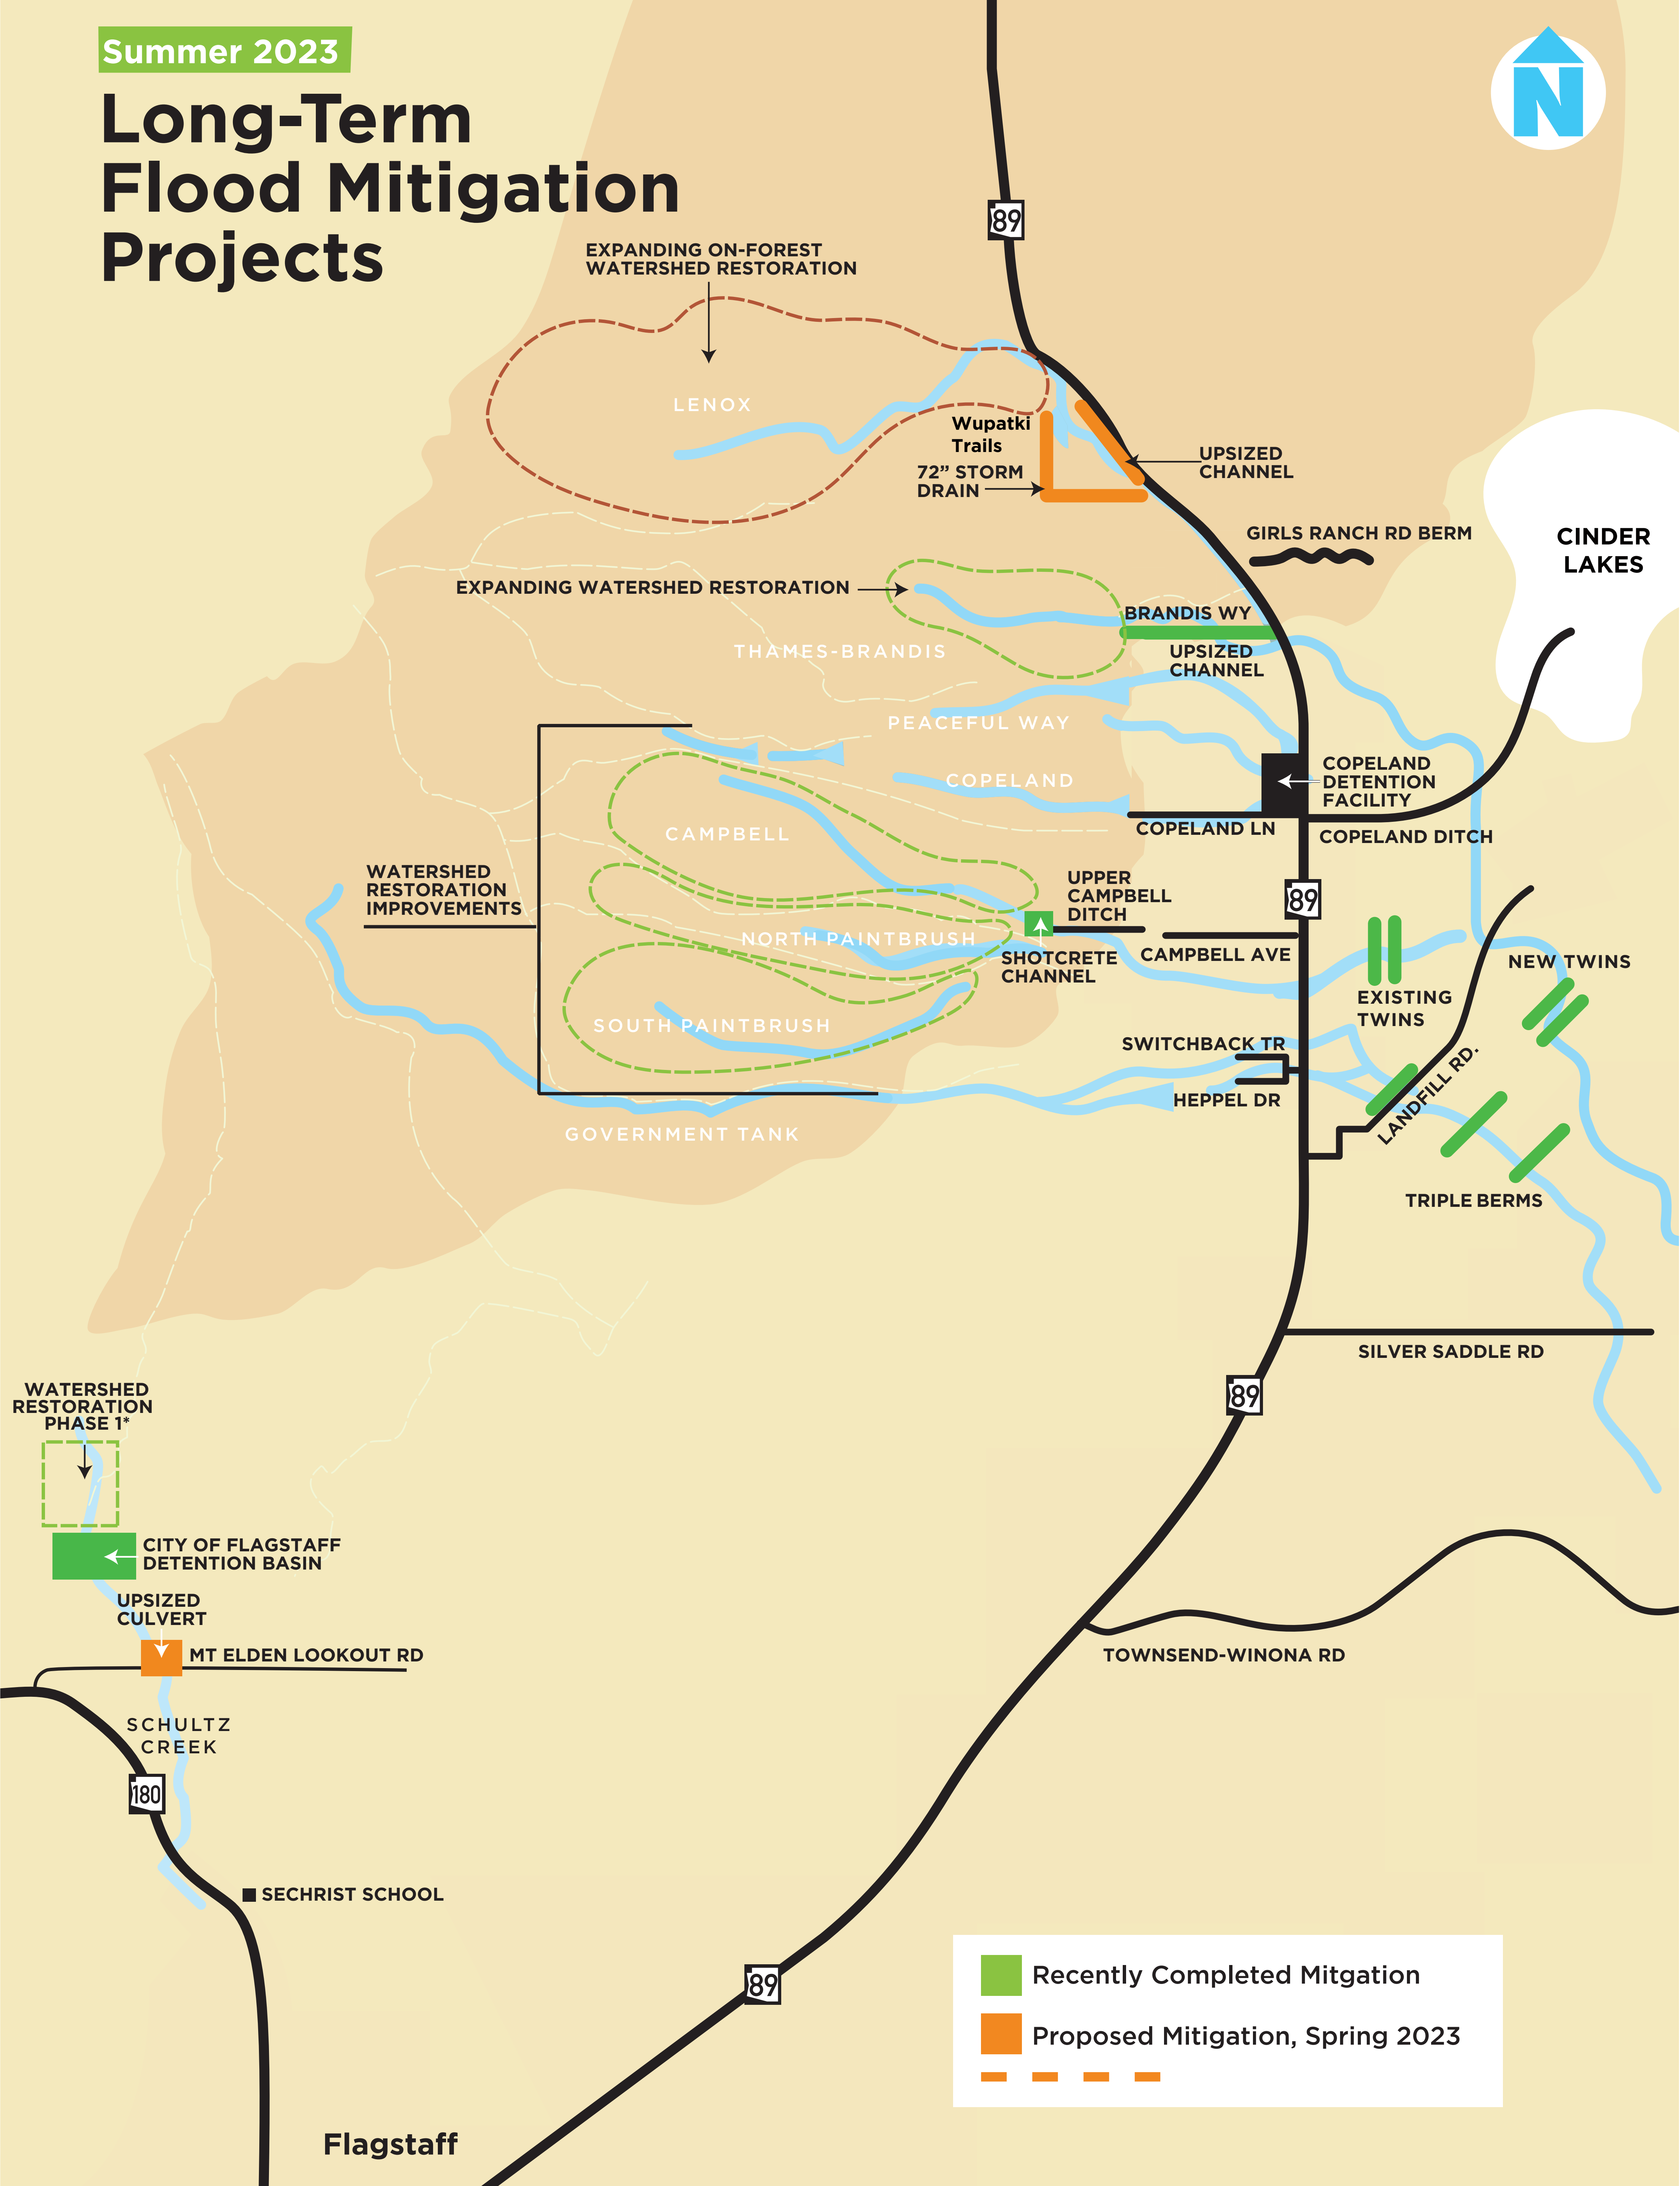 Summer 2023
Long-Term
Flood Mitigation
Projects
N
89
EXPANDING ON-FOREST
WATERSHED RESTORATION
LENOX
Wupatki
Trails
72” STORM
DRAIN
UPSIZED
CHANNEL
GIRLS RANCH RD BERM
CINDER
LAKES
EXPANDING WATERSHED RESTORATION
BRANDIS WY
UPSIZED
CHANNEL
THAMES-BRANDIS
PEACEFUL WAY
COPELAND
COPELAND
DETENTION
FACILITY
COPELAND LN
COPELAND DITCH
CAMPBELL
WATERSHED
RESTORATION
IMPROVEMENTS
UPPER
CAMPBELL
DITCH
89
NORTH PAINTBRUSH
SHOTCRETE
CHANNEL
CAMPBELL AVE
EXISTING
TWINS
NEW TWINS
SOUTH PAINTBRUSH
SWITCHBACK TR
HEPPEL DR
LANDFILL RD.
GOVERNMENT TANK
TRIPLE BERMS
SILVER SADDLE RD
89
WATERSHED
RESTORATION
PHASE 1*
CITY OF FLAGSTAFF
DETENTION BASIN
UPSIZED
CULVERT
MT ELDEN LOOKOUT RD
TOWNSEND-WINONA RD
SCHULTZ
CREEK
180
SECHRIST SCHOOL
89
Recently Completed Mitgation
Proposed Mitigation, Spring 2023
Flagstaff